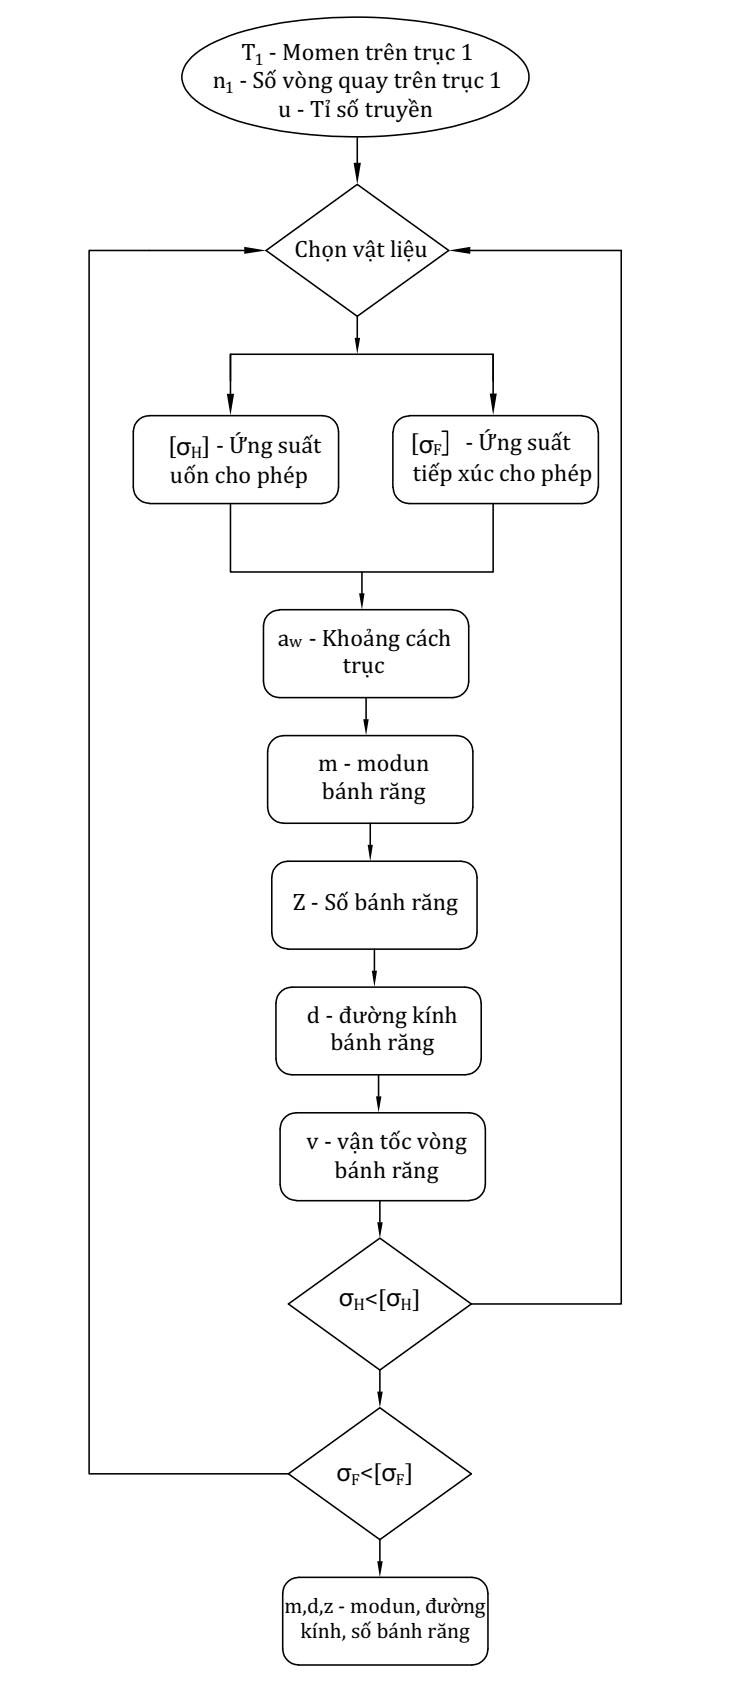 T₁ - Momen trên trục 1
n₁ - Số vòng quay trên trục 1
u - Tỉ số truyền
Chọn vật liệu
[σH] - Ứng suất
uốn cho phép
[σF] - Ứng suất
tiếp xúc cho phép
aw - Khoảng cách
trục
m - modun
bánh răng
Z - Số bánh răng
d - đường kính
bánh răng
v - vận tốc vòng
bánh răng
σH<[σH]
σF<[σF]
m,d,z - modun, đường
kính, số bánh răng